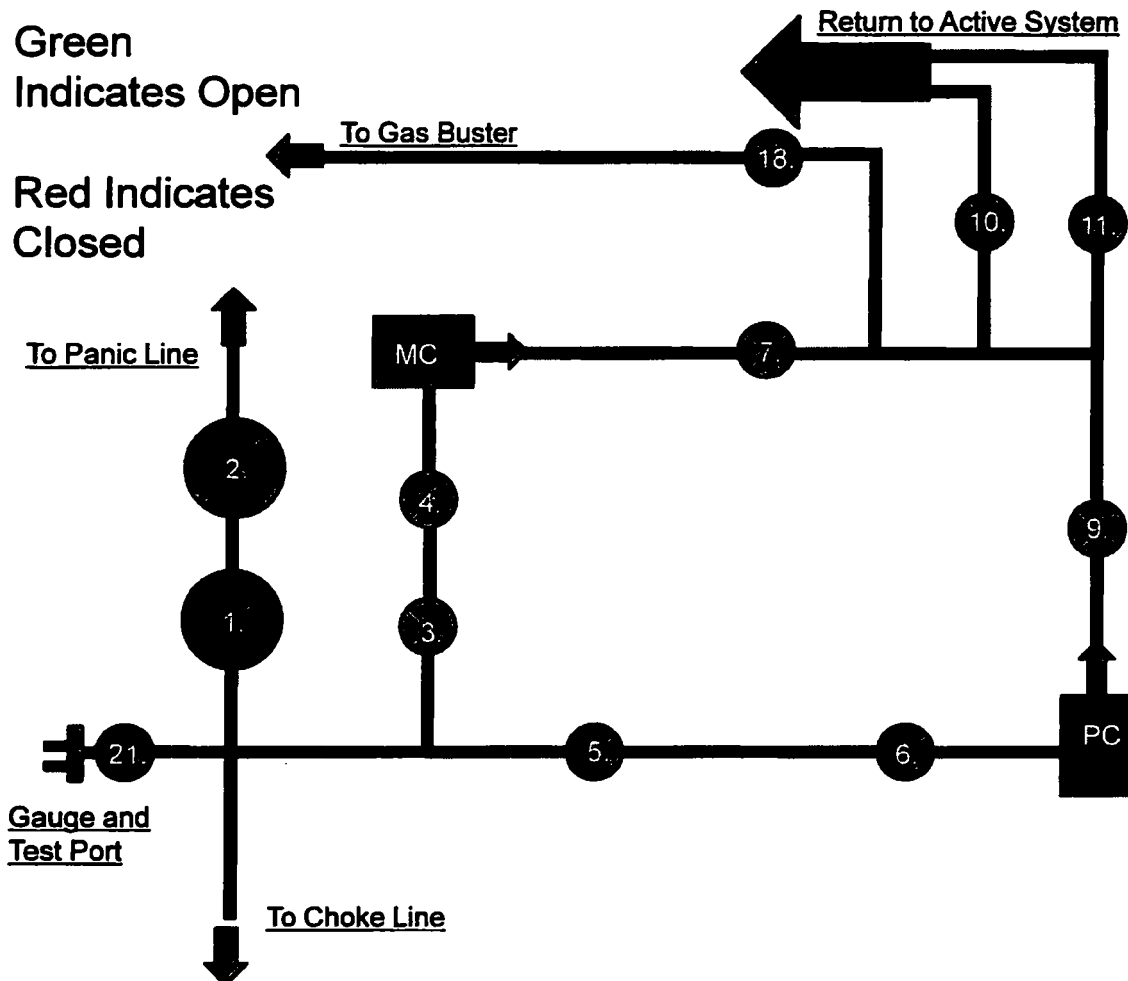 Green
Indicates Open
Return to Active System
To Gas Buster
18.
Red Indicates
Closed
10.
11.
To Panic Line
MC
7.
2.
4.
9.
1.
3.
21.
5.
6.
PC
Gauge and
Test Port
To Choke Line